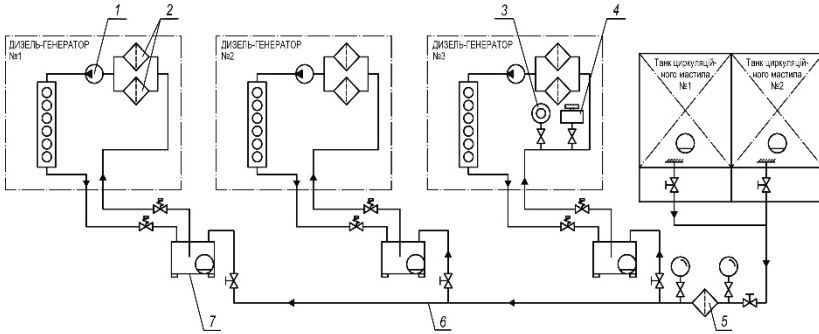 1
2
3
4
ДИЗЕЛЬ-ГЕНЕРАТОР
№1
ДИЗЕЛЬ-ГЕНЕРАТОР
№2
ДИЗЕЛЬ-ГЕНЕРАТОР
№3
Танк циркуляцій-
ного мастила
№1
Танк циркуляцій-
ного мастила
№2
7
6
5